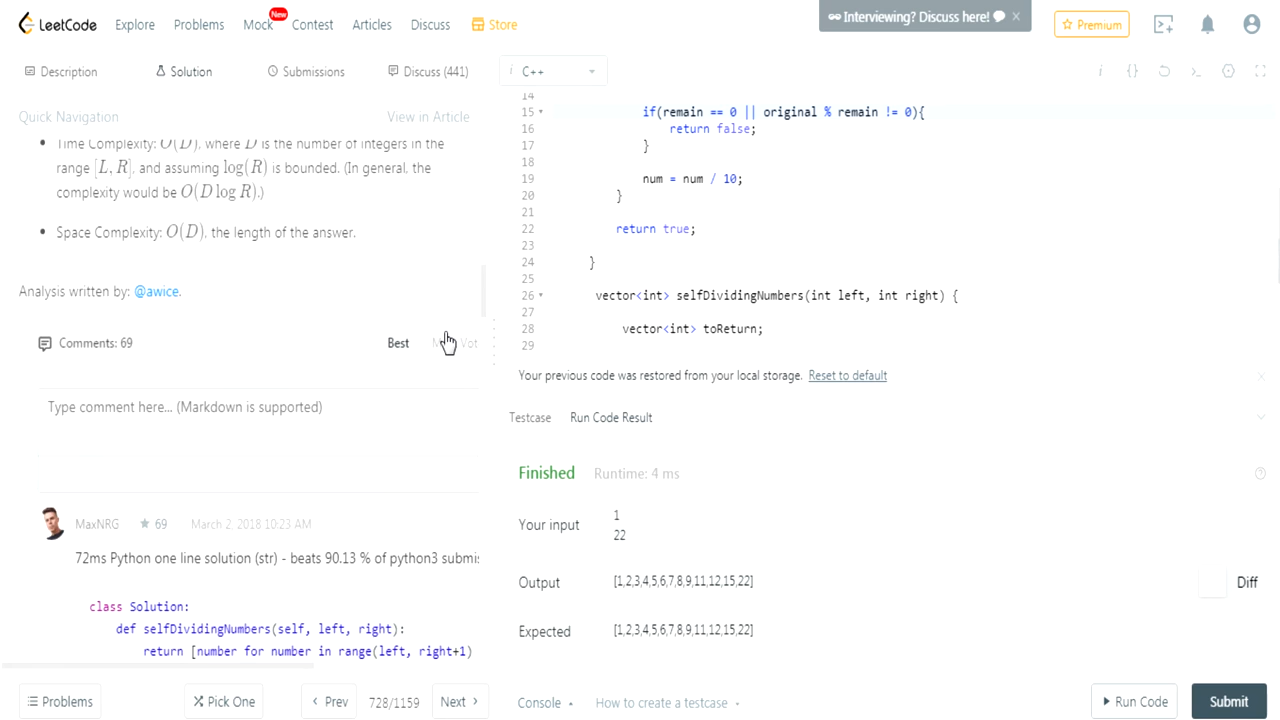 LeetCode Explore Problems Mock New Contest Articles Discuss Store Interviewing? Discuss here! x Premium
Description Solution Submissions Discuss (441)
Quick Navigation View in Article
Time Complexity: O(D), where D is the number of integers in the
range [L, R], and assuming log(R) is bounded. (In general, the
complexity would be O(D log R).)
Space Complexity: O(D), the length of the answer.
Analysis written by: @awice.
Comments: 69 Best
Type comment here... (Markdown is supported)
MaxNRG ★ 69 March 2, 2018 10:23 AM
72ms Python one line solution (str) - beats 90.13 % of python3
class Solution:
def selfDividingNumbers(self, left, right):
return [number for number in range(left, right+1)
Problems Pick One Prev 728/1159 Next
i C++
14
15 if(remain == 0 || original % remain != 0){
16 return false;
17 }
18
19 num = num / 10;
20 }
21
22 return true;
23
24 }
25
26 vector<int> selfDividingNumbers(int left, int right) {
27
28 vector<int> toReturn;
29
Your previous code was restored from your local storage. Reset to default
Testcase Run Code Result
Finished Runtime: 4 ms
Your input 1
22
Output [1,2,3,4,5,6,7,8,9,11,12,15,22] Diff
Expected [1,2,3,4,5,6,7,8,9,11,12,15,22]
Console How to create a testcase Run Code Submit